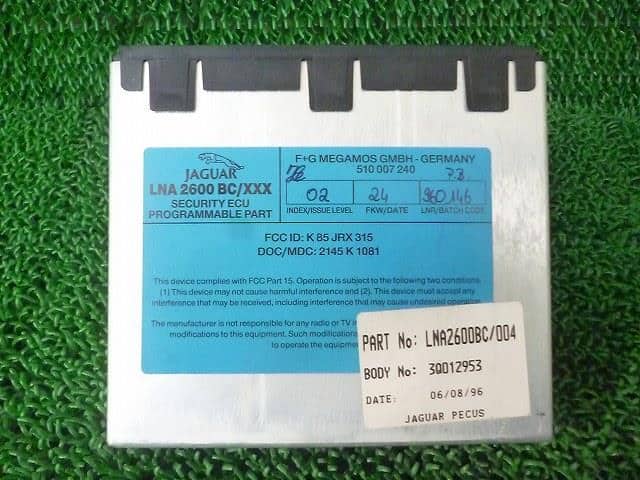 JAGUAR
LNA 2600 BC/XXX
SECURITY ECU
PROGRAMMABLE PART
F+G MEGAMOS GMBH - GERMANY
510 007 240
02
24
960146
INDEX/ISSUE LEVEL
FKW/DATE
LNR/BATCH CODE
FCC ID: K 85 JRX 315
DOC/MDC: 2145 K 1081
This device complies with FCC Part 15. Operation is subject to the following two conditions.
(1) This device may not cause harmful interference and (2). This device must accept any
interference that may be received, including interference that may cause undesired operation.
The manufacturer is not responsible for any radio or TV
modifications to this equipment. Such modifications
to operate the
PART No: LNA2600BC/004
BODY No: 3Q012953
DATE: 06/08/96
JAGUAR PECUS